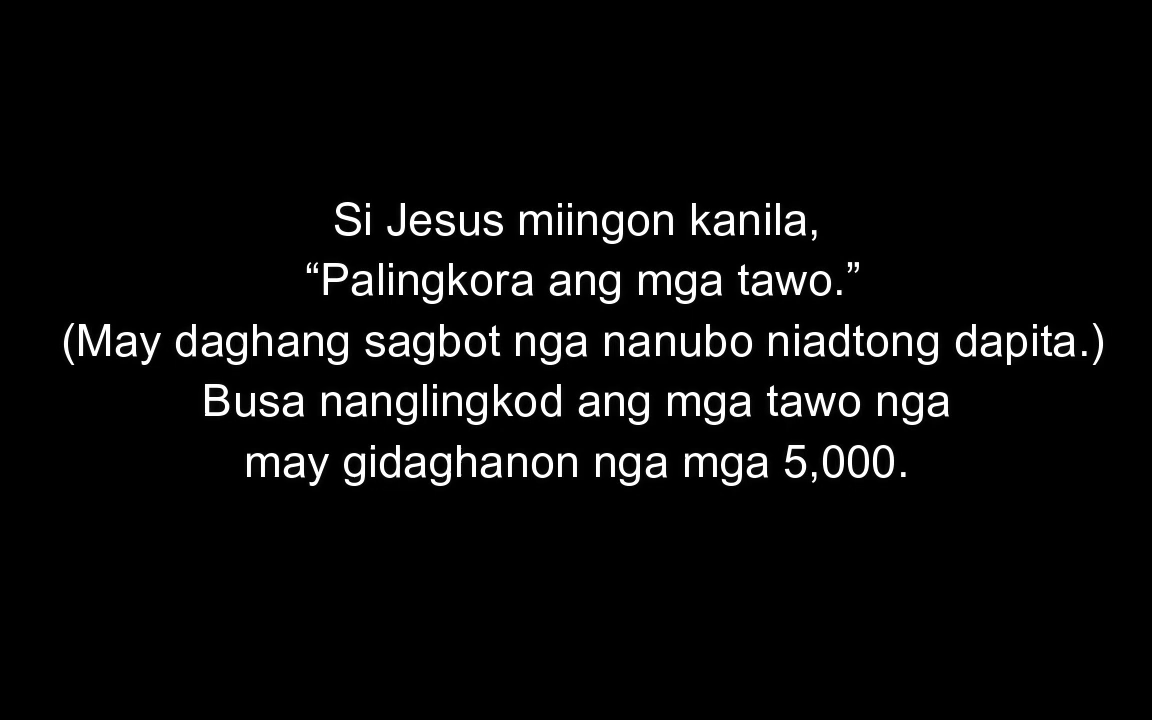 Si Jesus miingon kanila,
“Palingkora ang mga tawo.”
(May daghang sagbot nga nanubo niadtong dapita.)
Busa nanglingkod ang mga tawo nga
may gidaghanon nga mga 5,000.